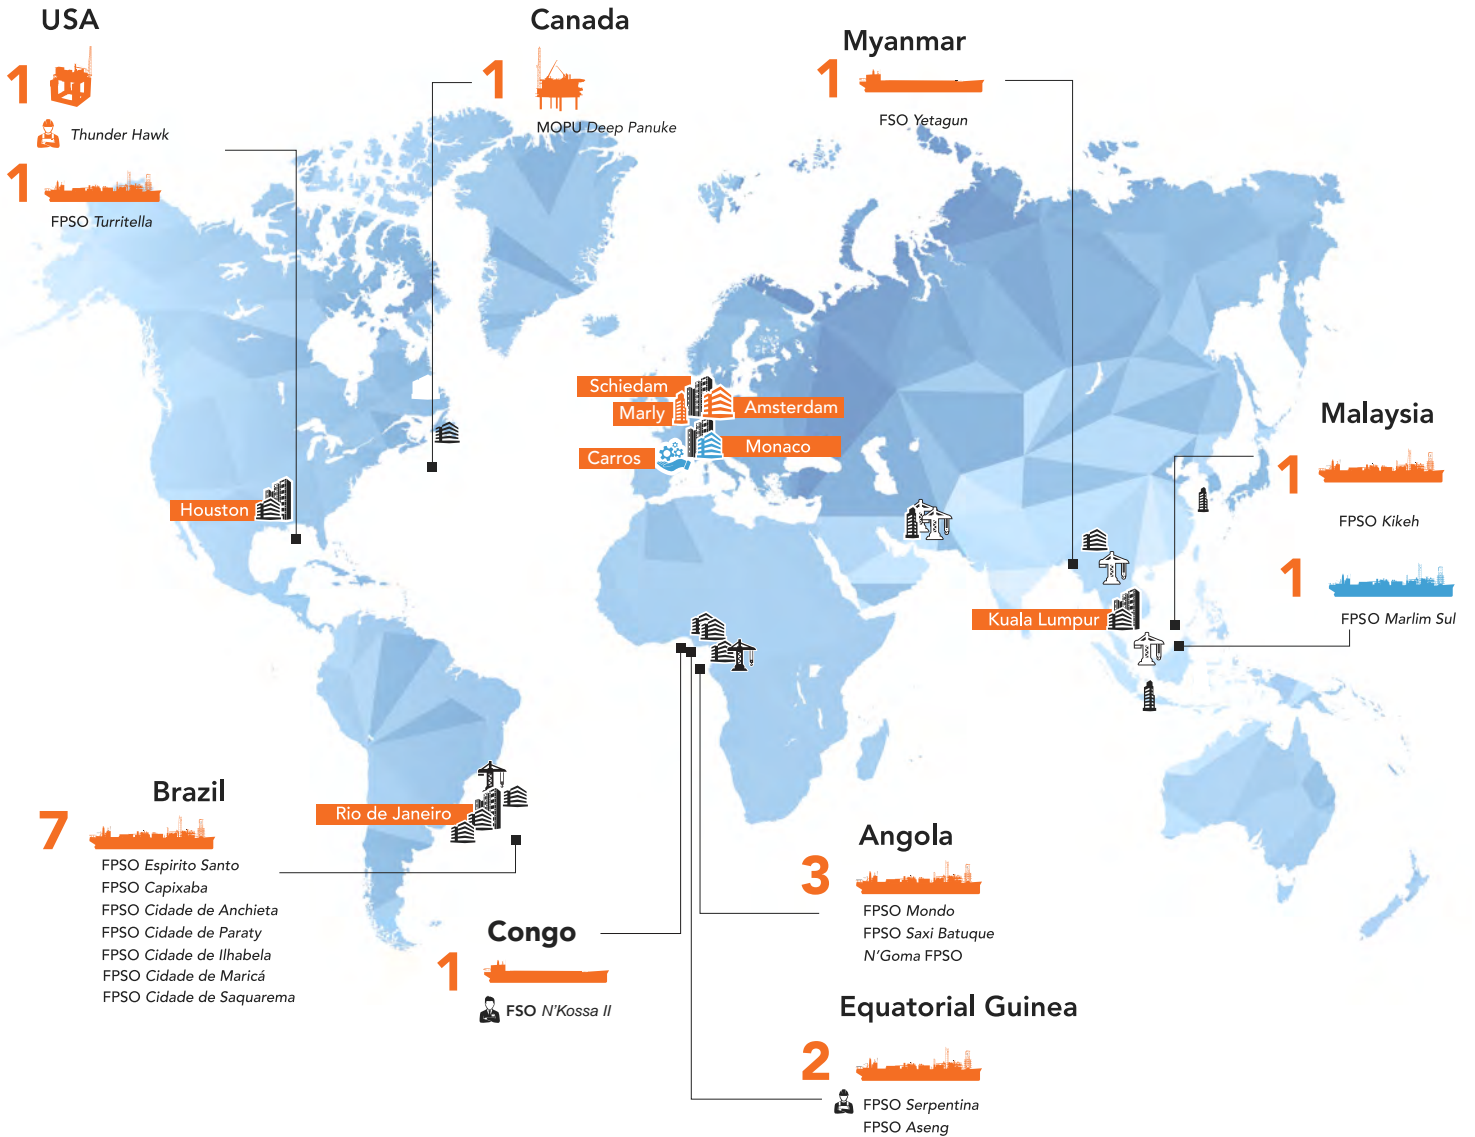 USA
1
Thunder Hawk
1
FPSO Turritella
Canada
1
MOPU Deep Panuke
Myanmar
1
FSO Yetagun
Schiedam
Marly
Amsterdam
Carros
Monaco
Houston
Malaysia
1
FPSO Kikeh
1
FPSO Marlim Sul
Kuala Lumpur
Rio de Janeiro
Brazil
7
FPSO Espirito Santo
FPSO Capixaba
FPSO Cidade de Anchieta
FPSO Cidade de Paraty
FPSO Cidade de Ilhabela
FPSO Cidade de Maricá
FPSO Cidade de Saquarema
Congo
1
FSO N'Kossa II
Angola
3
FPSO Mondo
FPSO Saxi Batuque
N'Goma FPSO
Equatorial Guinea
2
FPSO Serpentina
FPSO Aseng